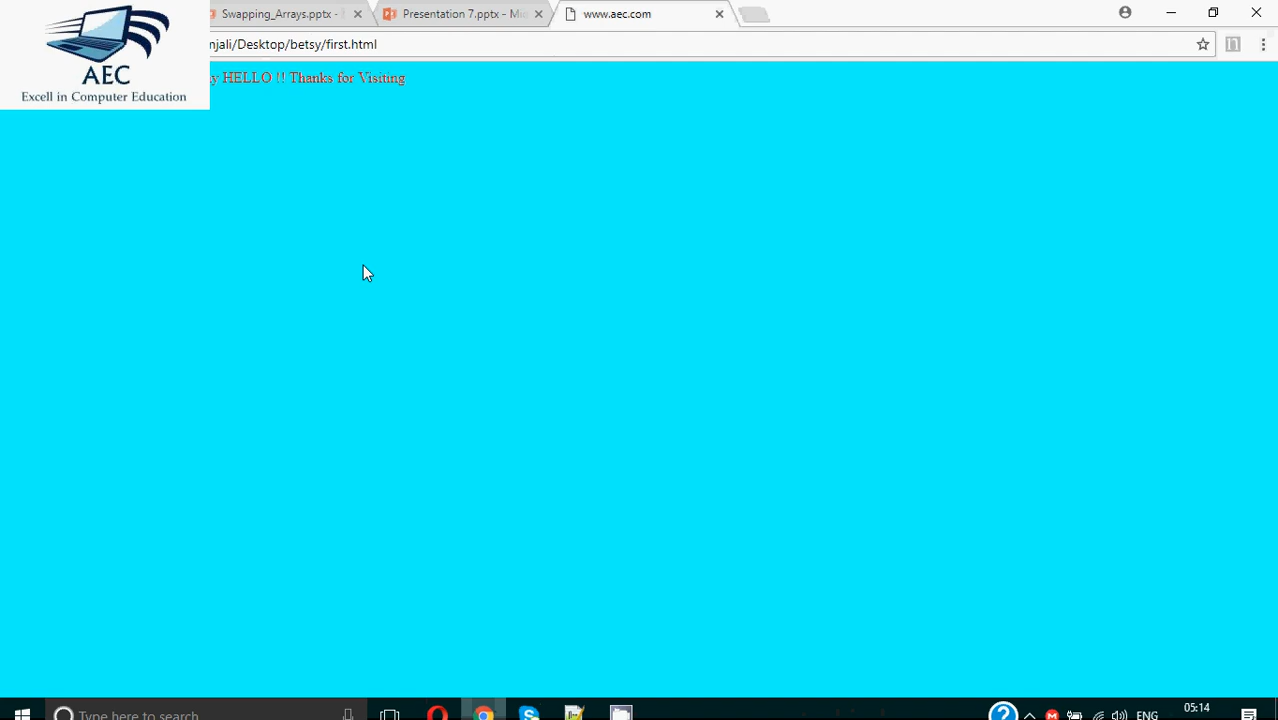 Swapping_Arrays.pptx -
Presentation 7.pptx - Mic
www.aec.com
njali/Desktop/betsy/first.html
AEC
Excell in Computer Education
y HELLO !! Thanks for Visiting
Type here to search
ENG
05:14